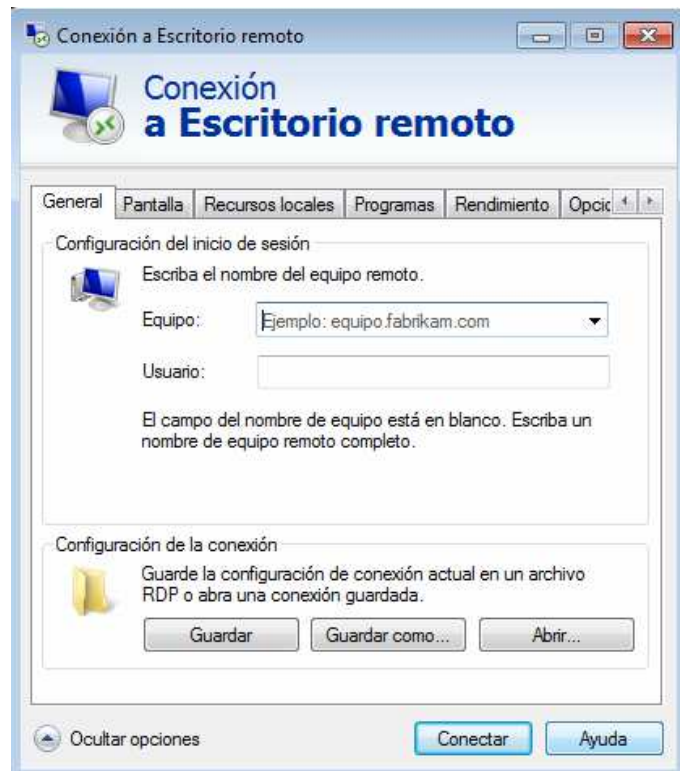 Conexión a Escritorio remoto
Conexión
a Escritorio remoto
General Pantalla Recursos locales Programas Rendimiento Opcic
Configuración del inicio de sesión
Escriba el nombre del equipo remoto.
Equipo: Ejemplo: equipo.fabrikam.com
Usuario:
El campo del nombre de equipo está en blanco. Escriba un
nombre de equipo remoto completo.
Configuración de la conexión
Guarde la configuración de conexión actual en un archivo
RDP o abra una conexión guardada.
Guardar Guardar como... Abrir...
Ocultar opciones Conectar Ayuda